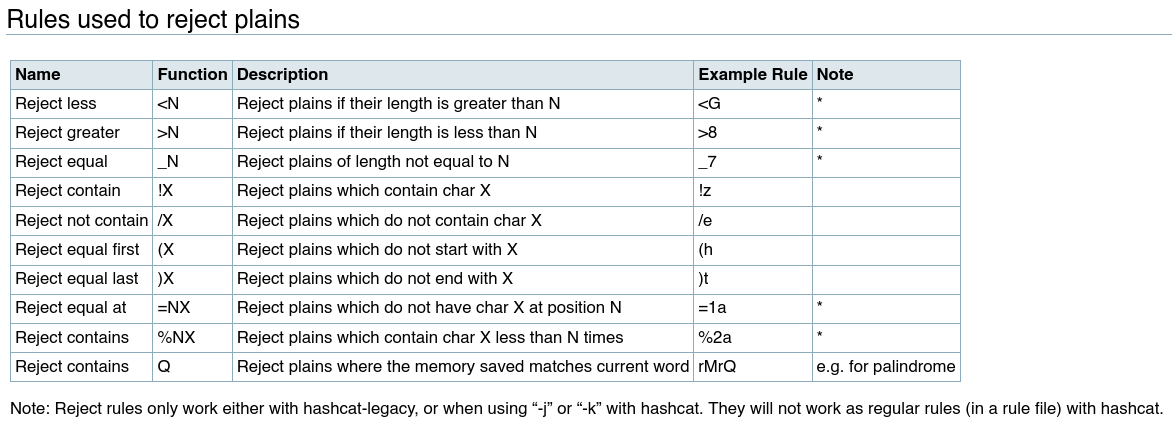 Rules used to reject plains
Name Function Description Example Rule Note
Reject less <N Reject plains if their length is greater than N <G *
Reject greater >N Reject plains if their length is less than N >8 *
Reject equal _N Reject plains of length not equal to N _7 *
Reject contain !X Reject plains which contain char X !z
Reject not contain /X Reject plains which do not contain char X /e
Reject equal first (X Reject plains which do not start with X (h
Reject equal last )X Reject plains which do not end with X )t
Reject equal at =NX Reject plains which do not have char X at position N =1a *
Reject contains %NX Reject plains which contain char X less than N times %2a *
Reject contains Q Reject plains where the memory saved matches current word rMrQ e.g. for palindrome
Note: Reject rules only work either with hashcat-legacy, or when using “-j” or “-k” with hashcat. They will not work as regular rules (in a rule file) with hashcat.